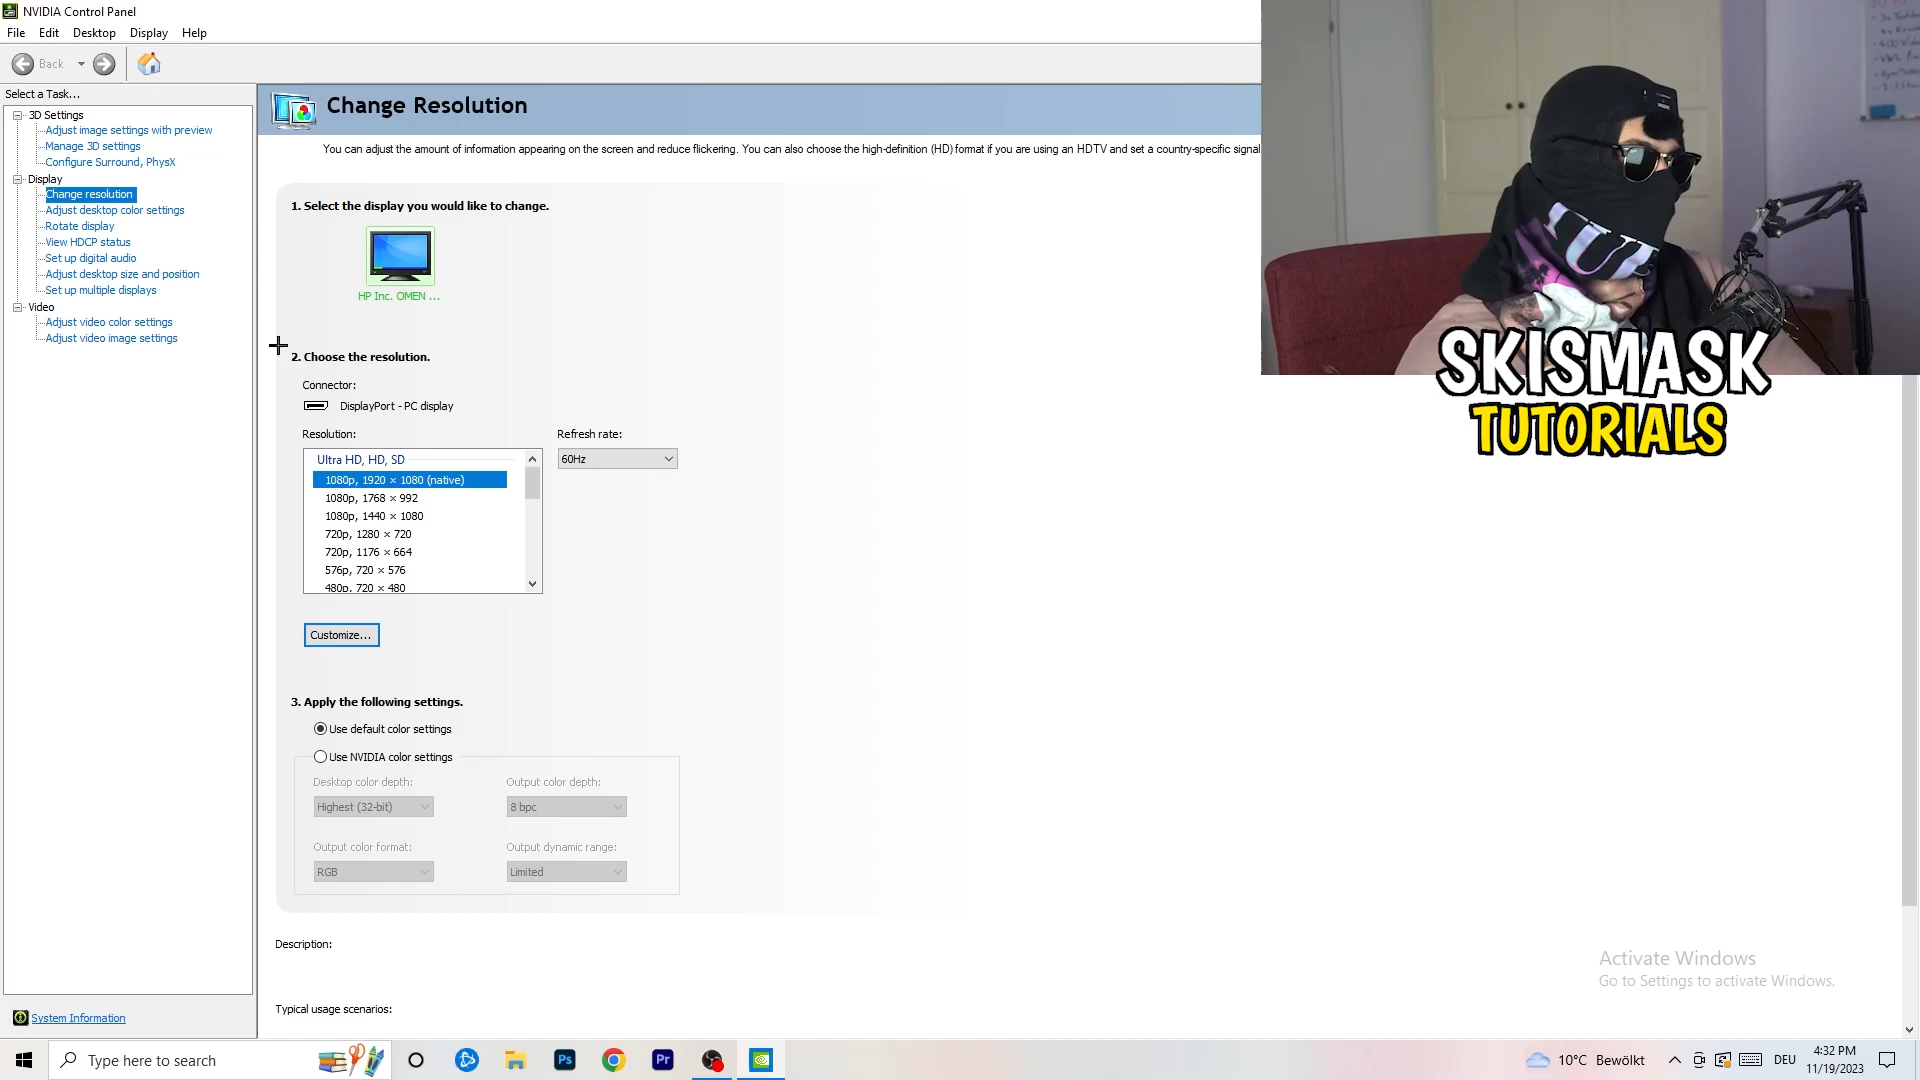 NVIDIA Control Panel
File Edit Desktop Display Help
Back
Select a Task...
3D Settings
Adjust image settings with preview
Manage 3D settings
Configure Surround, PhysX
Display
Change resolution
Adjust desktop color settings
Rotate display
View HDCP status
Set up digital audio
Adjust desktop size and position
Set up multiple displays
Video
Adjust video color settings
Adjust video image settings
System Information
Change Resolution
You can adjust the amount of information appearing on the screen and reduce flickering. You can also choose the high-definition (HD) format if you are using an HDTV and set a country-specific signal
1. Select the display you would like to change.
HP Inc. OMEN ...
2. Choose the resolution.
Connector:
DisplayPort - PC display
Resolution:
Refresh rate:
Ultra HD, HD, SD
60Hz
1080p, 1920 × 1080 (native)
1080p, 1768 × 992
1080p, 1440 × 1080
720p, 1280 × 720
720p, 1176 × 664
576p, 720 × 576
480p, 720 × 480
Customize...
3. Apply the following settings.
Use default color settings
Use NVIDIA color settings
Desktop color depth:
Output color depth:
Highest (32-bit)
8 bpc
Output color format:
Output dynamic range:
RGB
Limited
Description:
Typical usage scenarios:
SKISMASK
TUTORIALS
Activate Windows
Go to Settings to activate Windows.
Type here to search
Ps
Pr
10°C Bewölkt
DEU
4:32 PM
11/19/2023